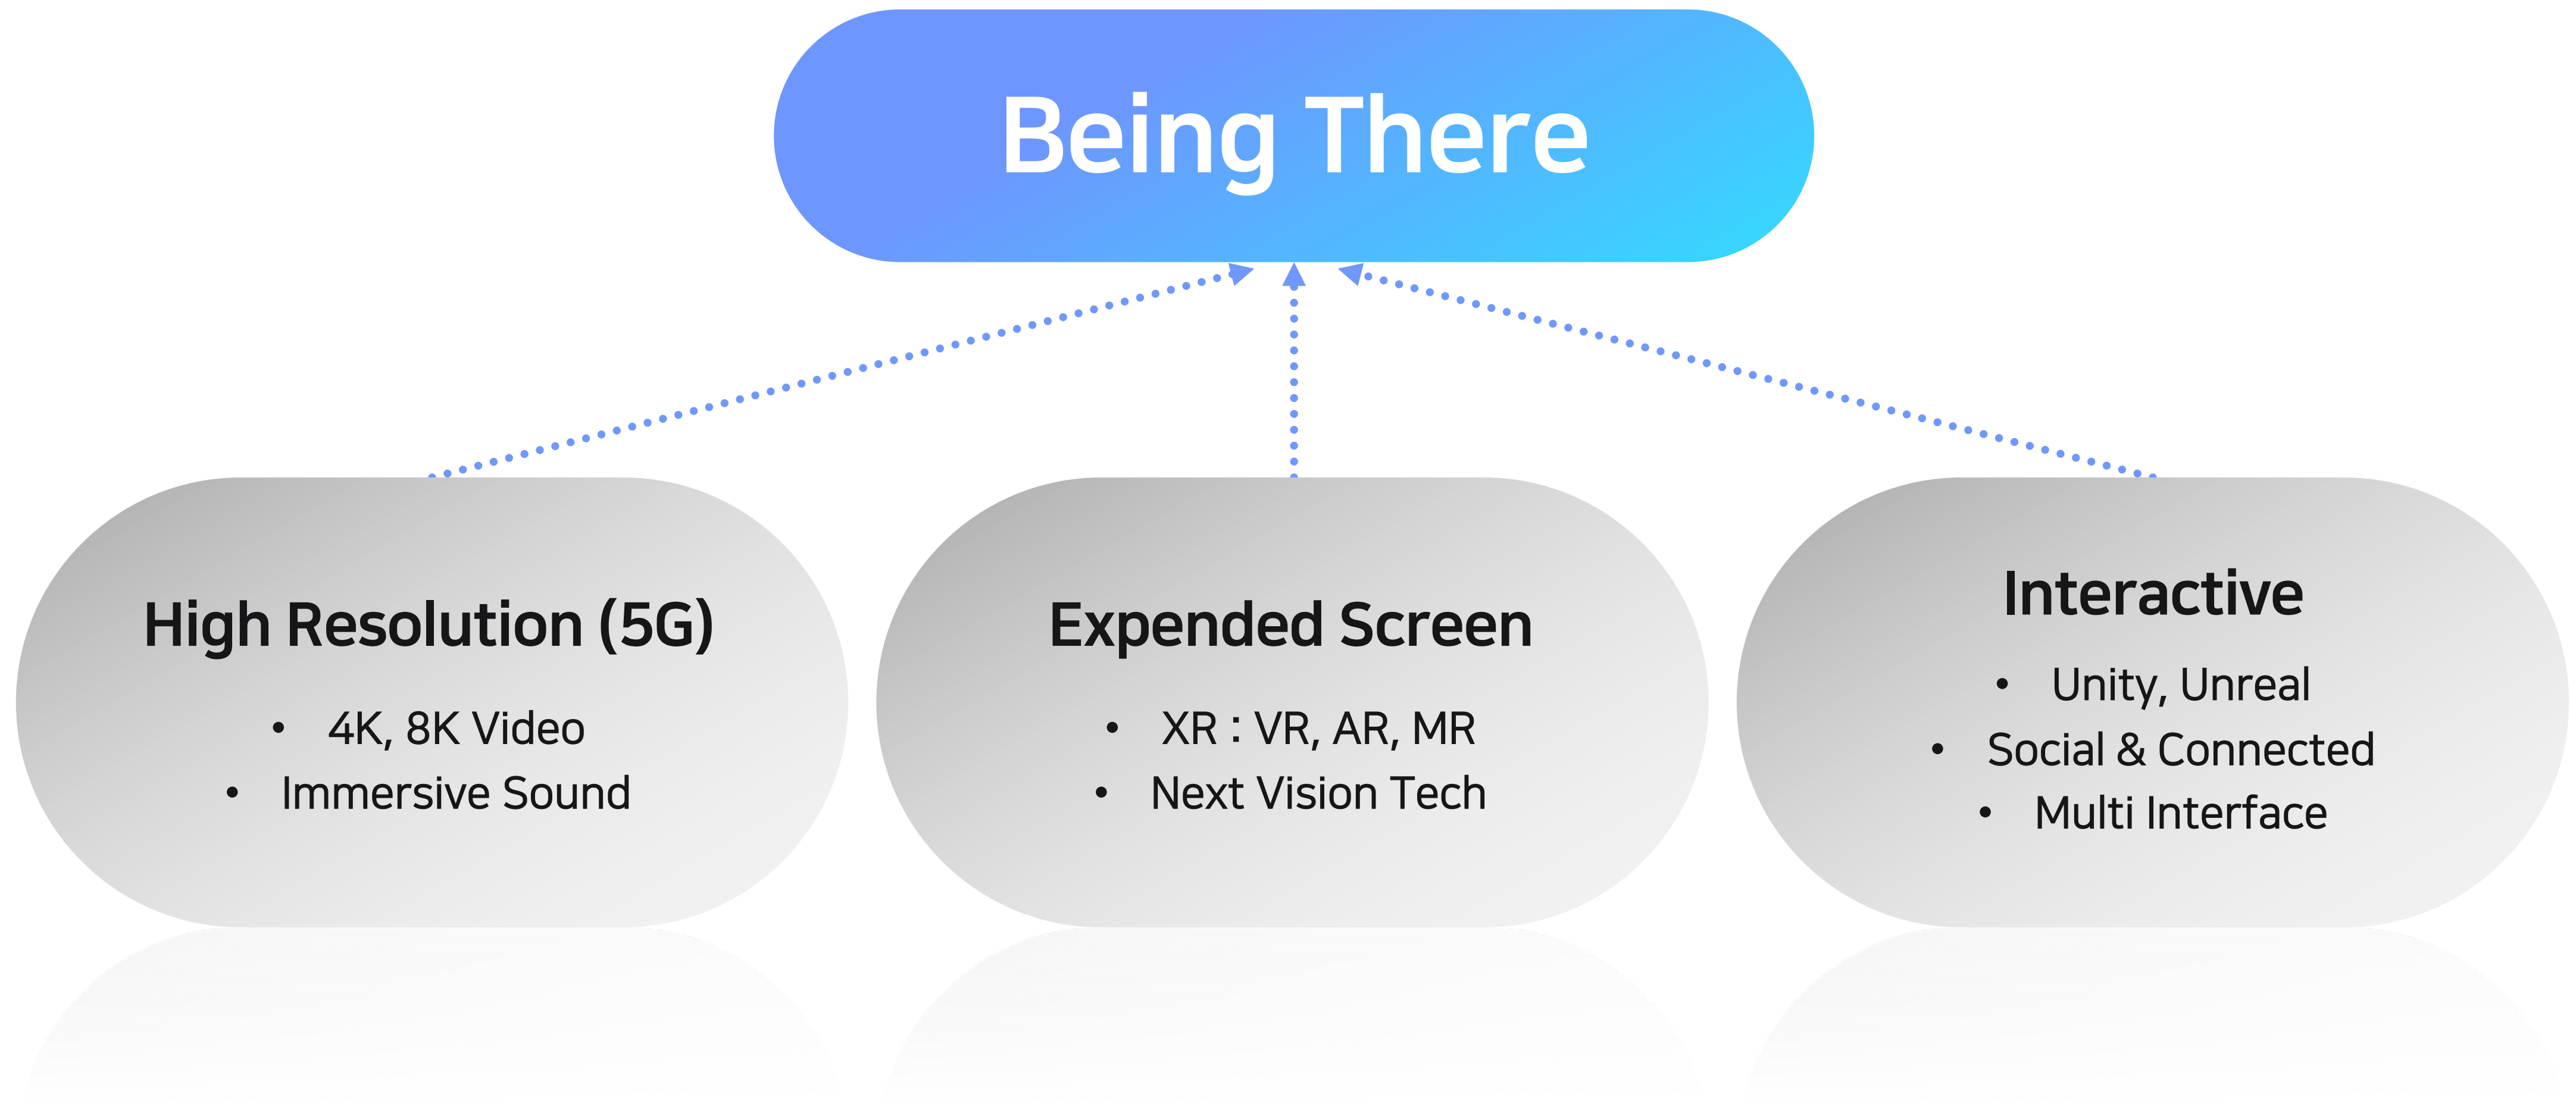 Being There
High Resolution (5G)
• 4K, 8K Video
• Immersive Sound
Expended Screen
• XR : VR, AR, MR
• Next Vision Tech
Interactive
• Unity, Unreal
• Social & Connected
• Multi Interface